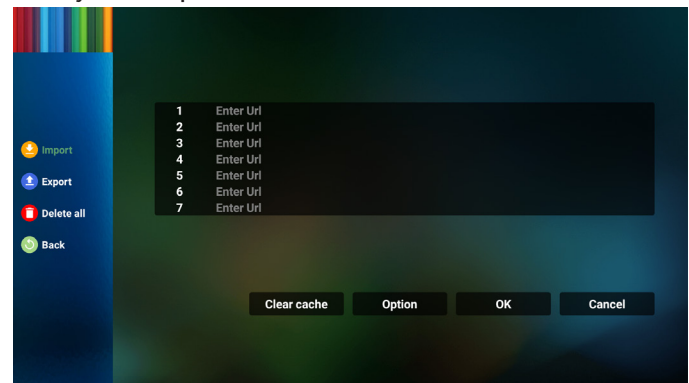 Import
Export
Delete all
Back
1 Enter Url
2 Enter Url
3 Enter Url
4 Enter Url
5 Enter Url
6 Enter Url
7 Enter Url
Clear cache Option OK Cancel